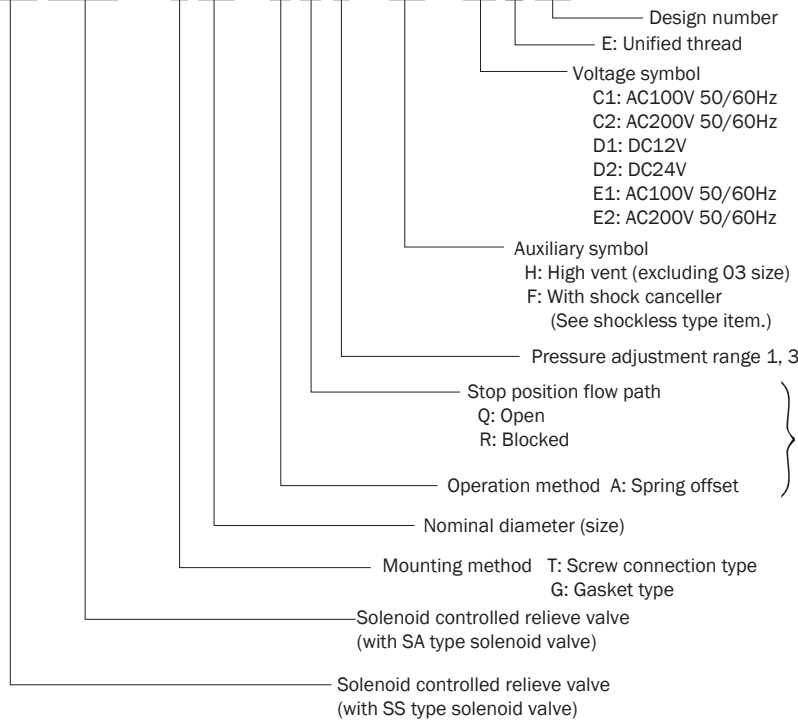 Design number
E: Unified thread
Voltage symbol
C1: AC100V 50/60Hz
C2: AC200V 50/60Hz
D1: DC12V
D2: DC24V
E1: AC100V 50/60Hz
E2: AC200V 50/60Hz
Auxiliary symbol
H: High vent (excluding 03 size)
F: With shock canceller
(See shockless type item.)
Pressure adjustment range 1, 3
Stop position flow path
Q: Open
R: Blocked
Operation method A: Spring offset
Nominal diameter (size)
Mounting method T: Screw connection type
G: Gasket type
Solenoid controlled relieve valve
(with SA type solenoid valve)
Solenoid controlled relieve valve
(with SS type solenoid valve)